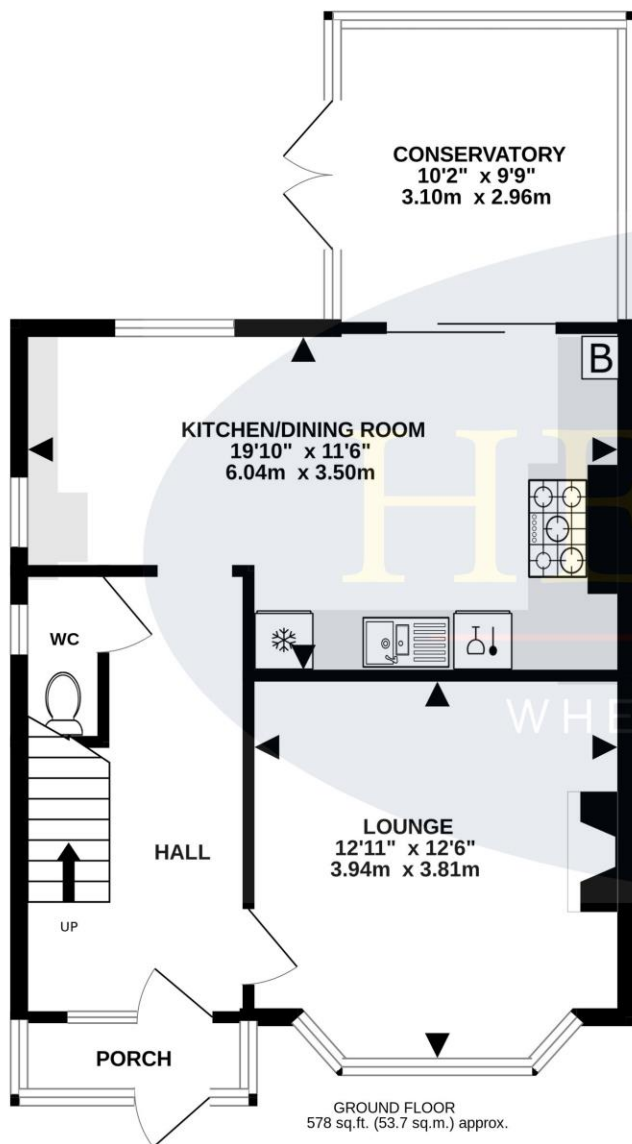 CONSERVATORY
10'2" x 9'9"
3.10m x 2.96m
B
KITCHEN/DINING ROOM
19'10" x 11'6"
6.04m x 3.50m
HE
WC
WHE
LOUNGE
12'11" x 12'6"
3.94m x 3.81m
HALL
UP
PORCH
GROUND FLOOR
578 sq.ft. (53.7 sq.m.) approx.